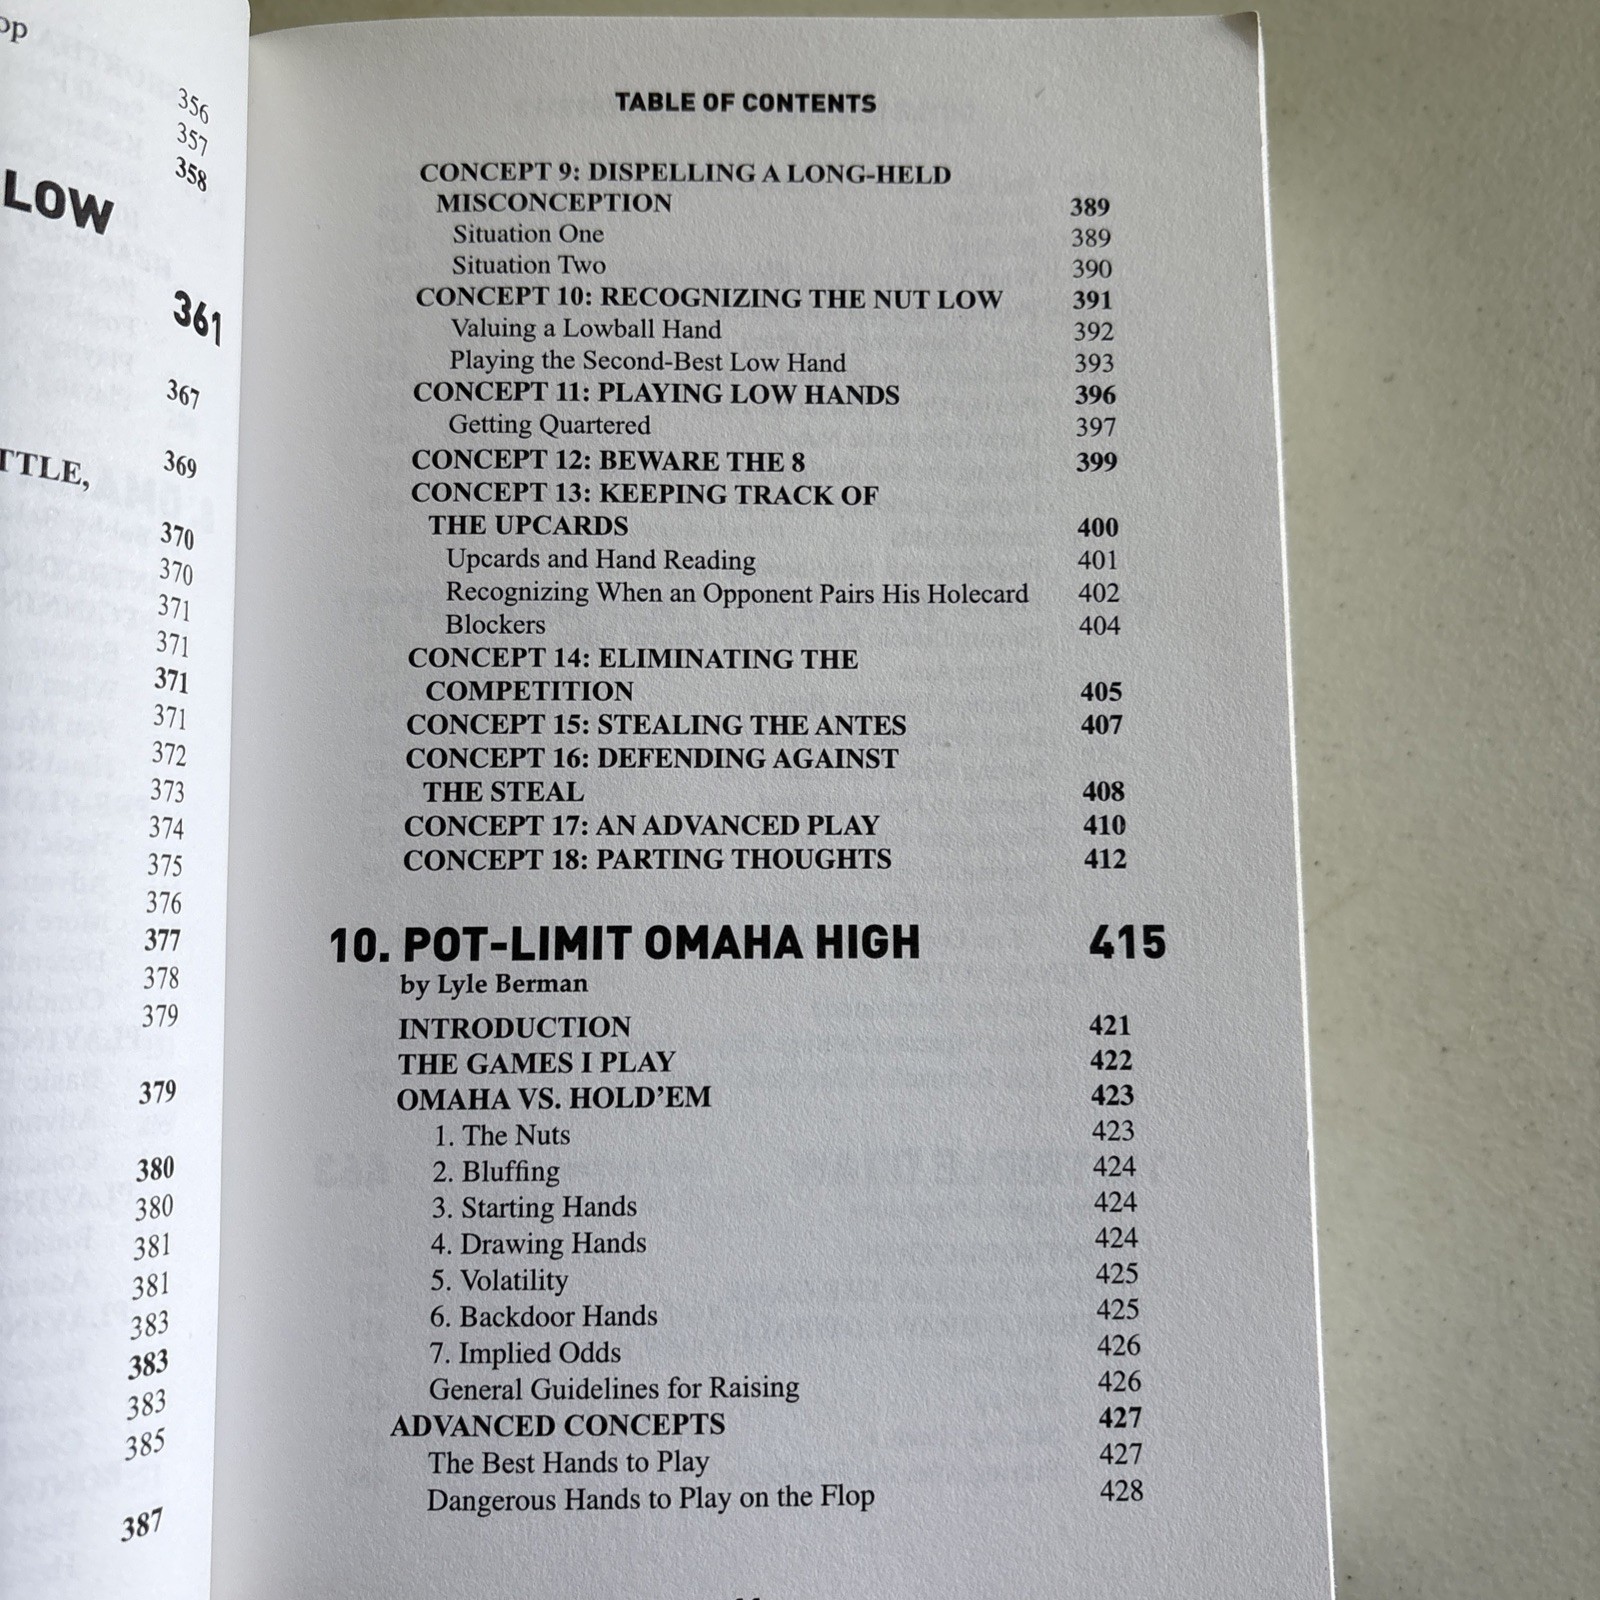 op
356
357
358
LOW
361
367
TTLE,
369
370
370
371
371
371
371
372
373
374
375
376
377
378
379
379
380
380
381
381
383
383
383
385
387
TABLE OF CONTENTS
CONCEPT 9: DISPELLING A LONG-HELD
MISCONCEPTION 389
Situation One 389
Situation Two 390
CONCEPT 10: RECOGNIZING THE NUT LOW 391
Valuing a Lowball Hand 392
Playing the Second-Best Low Hand 393
CONCEPT 11: PLAYING LOW HANDS 396
Getting Quartered 397
CONCEPT 12: BEWARE THE 8 399
CONCEPT 13: KEEPING TRACK OF
THE UPCARDS 400
Upcards and Hand Reading 401
Recognizing When an Opponent Pairs His Holecard 402
Blockers 404
CONCEPT 14: ELIMINATING THE
COMPETITION 405
CONCEPT 15: STEALING THE ANTES 407
CONCEPT 16: DEFENDING AGAINST
THE STEAL 408
CONCEPT 17: AN ADVANCED PLAY 410
CONCEPT 18: PARTING THOUGHTS 412
10. POT-LIMIT OMAHA HIGH 415
by Lyle Berman
INTRODUCTION 421
THE GAMES I PLAY 422
OMAHA VS. HOLD'EM 423
1. The Nuts 423
2. Bluffing 424
3. Starting Hands 424
4. Drawing Hands 424
5. Volatility 425
6. Backdoor Hands 425
7. Implied Odds 426
General Guidelines for Raising 426
ADVANCED CONCEPTS 427
The Best Hands to Play 427
Dangerous Hands to Play on the Flop 428